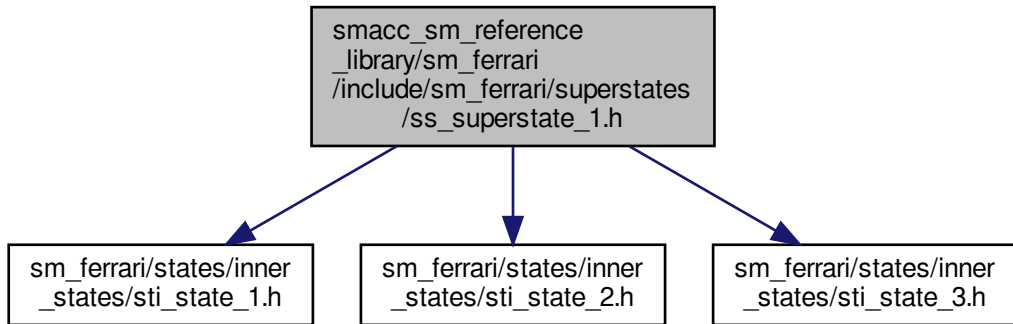 smacc_sm_reference
_library/sm_ferrari
/include/sm_ferrari/superstates
/ss_superstate_1.h
sm_ferrari/states/inner
_states/sti_state_1.h
sm_ferrari/states/inner
_states/sti_state_2.h
sm_ferrari/states/inner
_states/sti_state_3.h